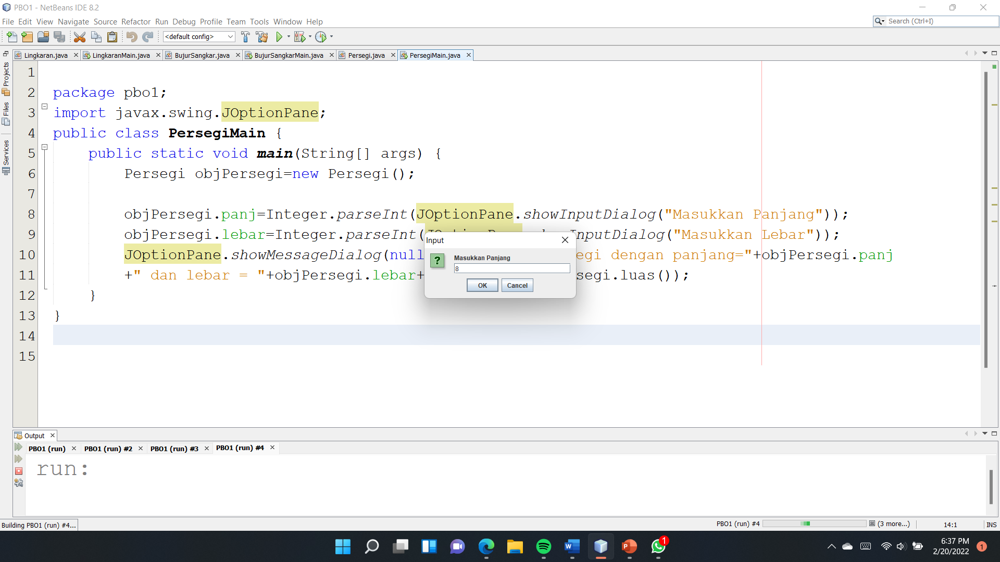 PBO1 - NetBeans IDE 8.2
File Edit View Navigate Source Refactor Run Debug Profile Team Tools Window Help
Search (Ctrl+I)
<default config>
Lingkaran.java LingkaranMain.java BujurSangkar.java BujurSangkarMain.java Persegi.java PersegiMain.java
Projects
Files
Services
1
2 package pbo1;
3 import javax.swing.JOptionPane;
4 public class PersegiMain {
5 public static void main(String[] args) {
6 Persegi objPersegi=new Persegi();
7
8 objPersegi.panj=Integer.parseInt(JOptionPane.showInputDialog("Masukkan Panjang"));
9 objPersegi.lebar=Integer.parseInt( nputDialog("Masukkan Lebar"));
10 JOptionPane.showMessageDialog(null egi dengan panjang="+objPersegi.panj
11 +" dan lebar = "+objPersegi.lebar+ segi.luas());
12 }
13 }
14
15
Input
Masukkan Panjang
8
OK Cancel
Output
PBO1 (run) PBO1 (run) #2 PBO1 (run) #3 PBO1 (run) #4
run:
Building PBO1 (run) #4...
PBO1 (run) #4 (3 more...) 14:1 INS
1
6:37 PM
2/20/2022
1